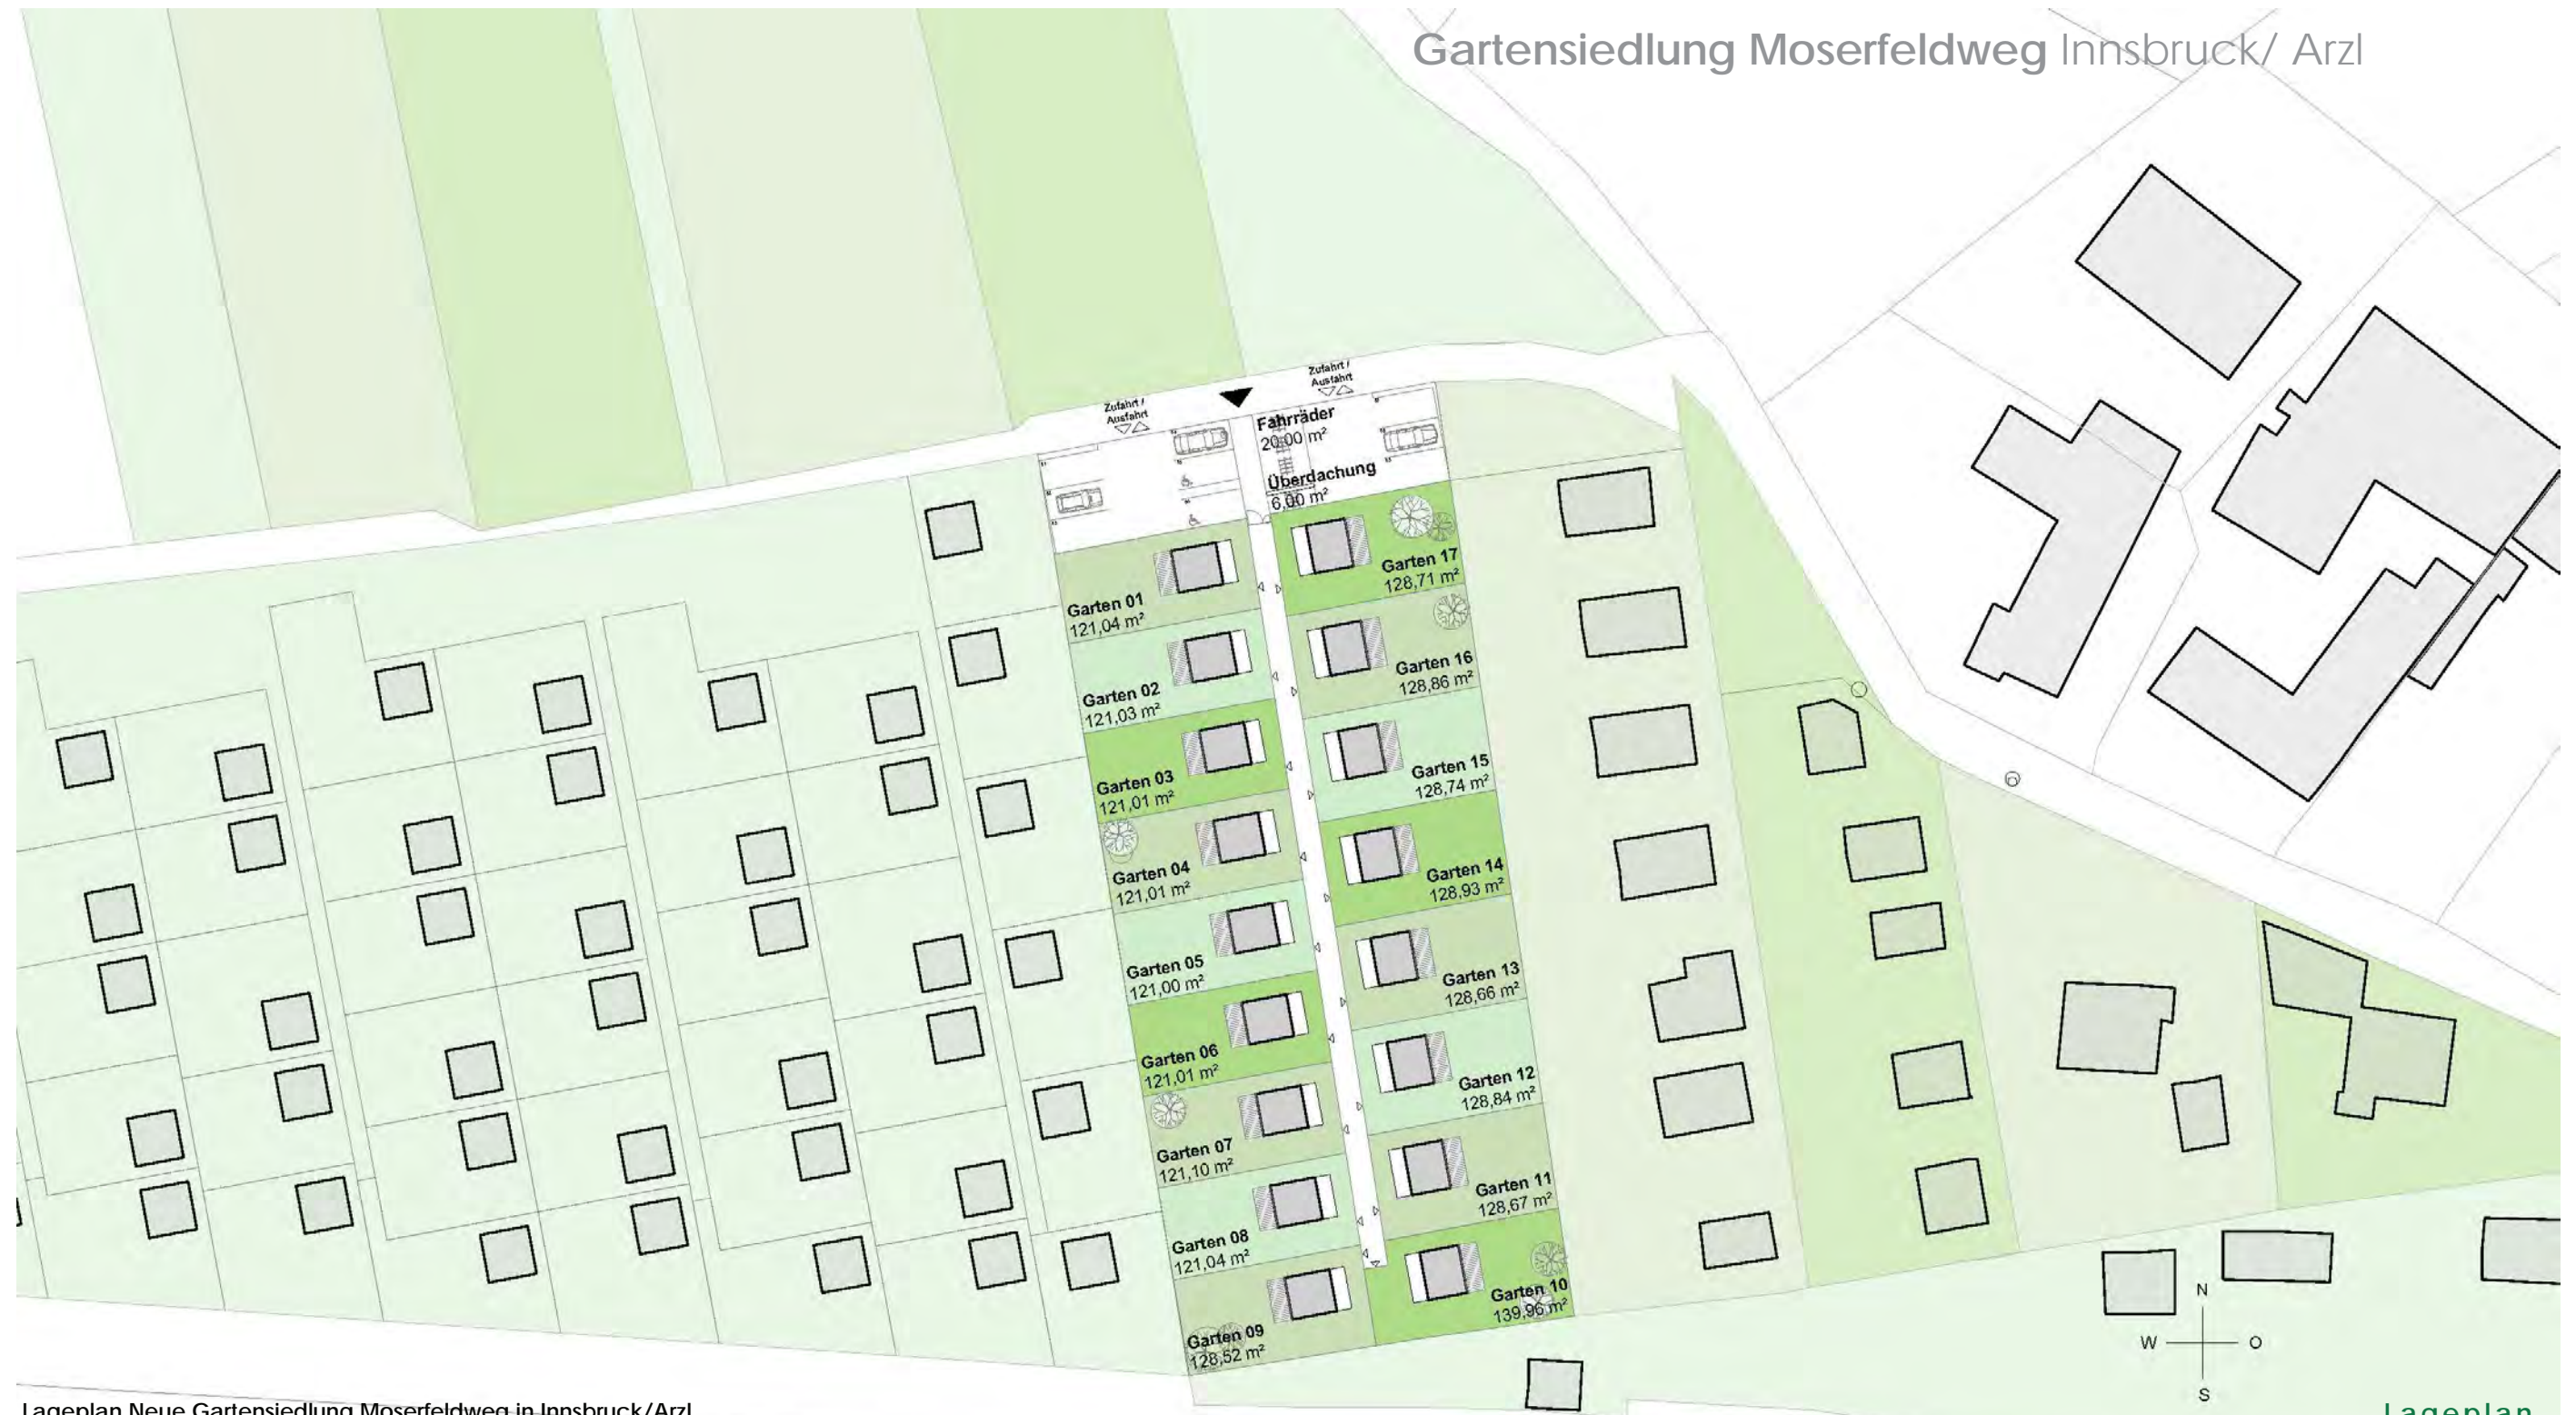 Gartensiedlung Moserfeldweg Innsbruck/ Arzl
Zufahrt /
Ausfahrt
Zufahrt /
Ausfahrt
Fahrräder
20,00 m²
Überdachung
6,00 m²
Garten 01
121,04 m²
Garten 02
121,03 m²
Garten 03
121,01 m²
Garten 04
121,01 m²
Garten 05
121,00 m²
Garten 06
121,01 m²
Garten 07
121,10 m²
Garten 08
121,04 m²
Garten 09
128,52 m²
Garten 17
128,71 m²
Garten 16
128,86 m²
Garten 15
128,74 m²
Garten 14
128,93 m²
Garten 13
128,66 m²
Garten 12
128,84 m²
Garten 11
128,67 m²
Garten 10
139,96 m²
N
W O
S
Lageplan Neue Gartensiedlung Moserfeldweg in Innsbruck/Arzl
Lageplan